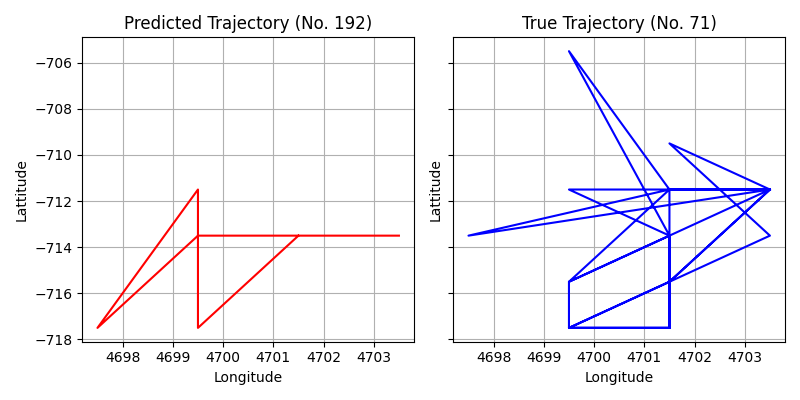 Predicted Trajectory (No. 192)
Lattitude
−706
−708
−710
−712
−714
−716
−718
4698 4699 4700 4701 4702 4703
Longitude
True Trajectory (No. 71)
Lattitude
4698 4699 4700 4701 4702 4703
Longitude